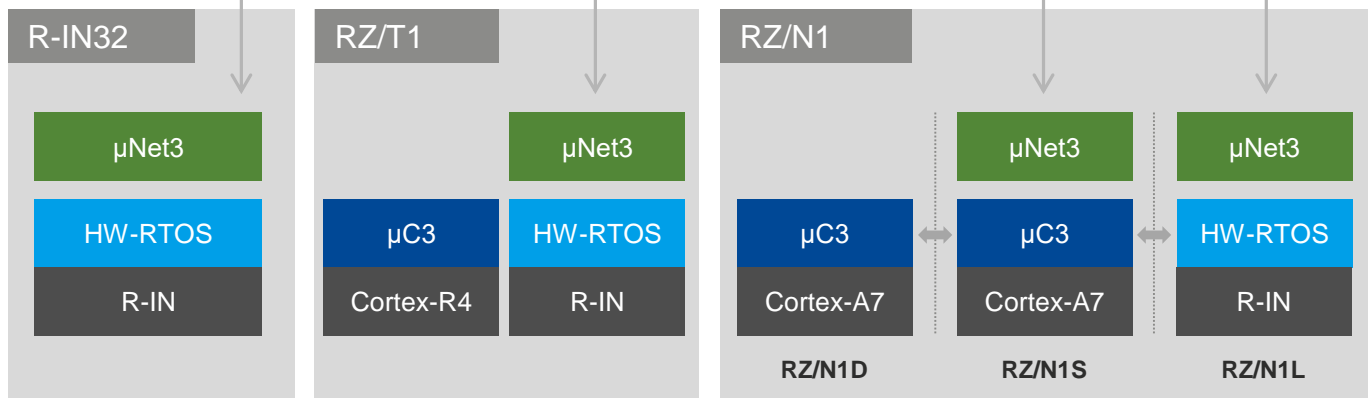 R-IN32
RZ/T1
RZ/N1
µNet3
µNet3
µNet3
µNet3
HW-RTOS
µC3
HW-RTOS
µC3
µC3
HW-RTOS
R-IN
Cortex-R4
R-IN
Cortex-A7
Cortex-A7
R-IN
RZ/N1D
RZ/N1S
RZ/N1L